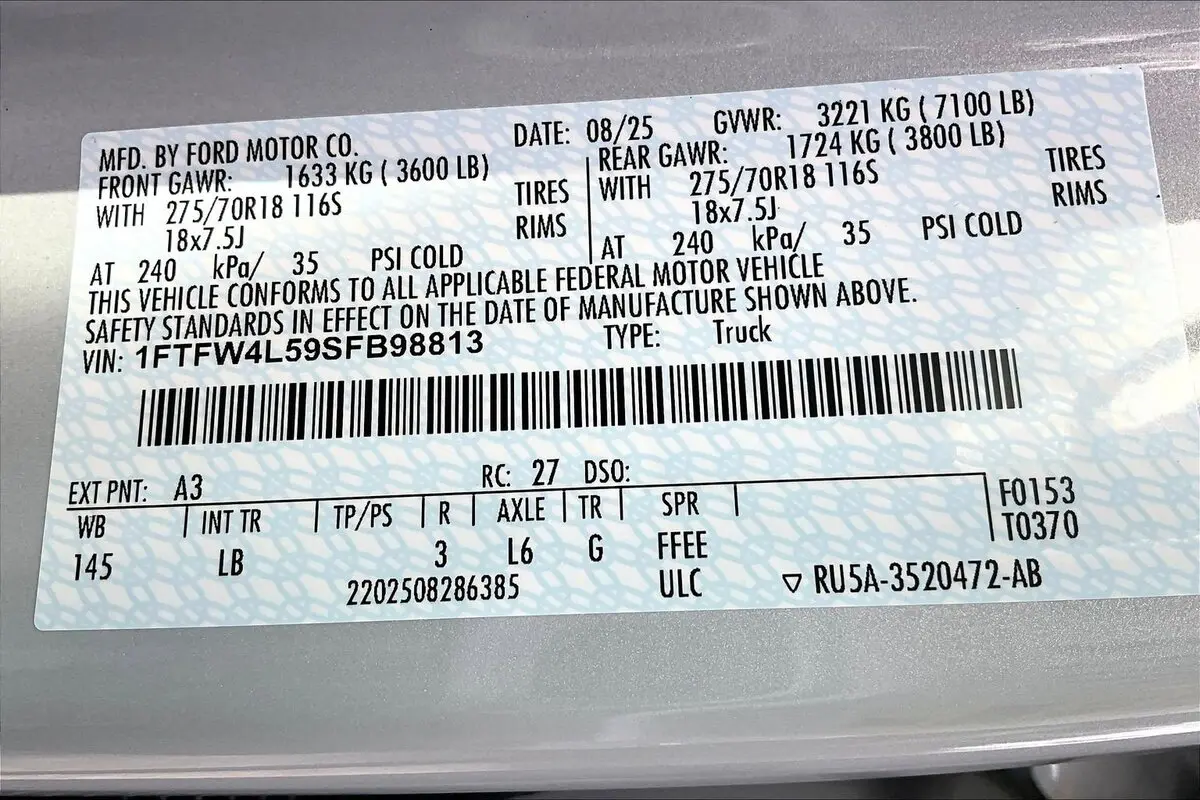 MFD. BY FORD MOTOR CO. DATE: 08/25 GVWR: 3221 KG ( 7100 LB)
FRONT GAWR: 1633 KG ( 3600 LB) REAR GAWR: 1724 KG ( 3800 LB)
WITH 275/70R18 116S TIRES WITH 275/70R18 116S TIRES
18x7.5J RIMS 18x7.5J RIMS
AT 240 kPa/ 35 PSI COLD AT 240 kPa/ 35 PSI COLD
THIS VEHICLE CONFORMS TO ALL APPLICABLE FEDERAL MOTOR VEHICLE
SAFETY STANDARDS IN EFFECT ON THE DATE OF MANUFACTURE SHOWN ABOVE.
VIN: 1FTFW4L59SFB98813 TYPE: Truck
EXT PNT: A3 RC: 27 DSO:
WB INT TR TP/PS R AXLE TR SPR F0153
145 LB 3 L6 G FFEE T0370
2202508286385 ULC ▽ RU5A-3520472-AB